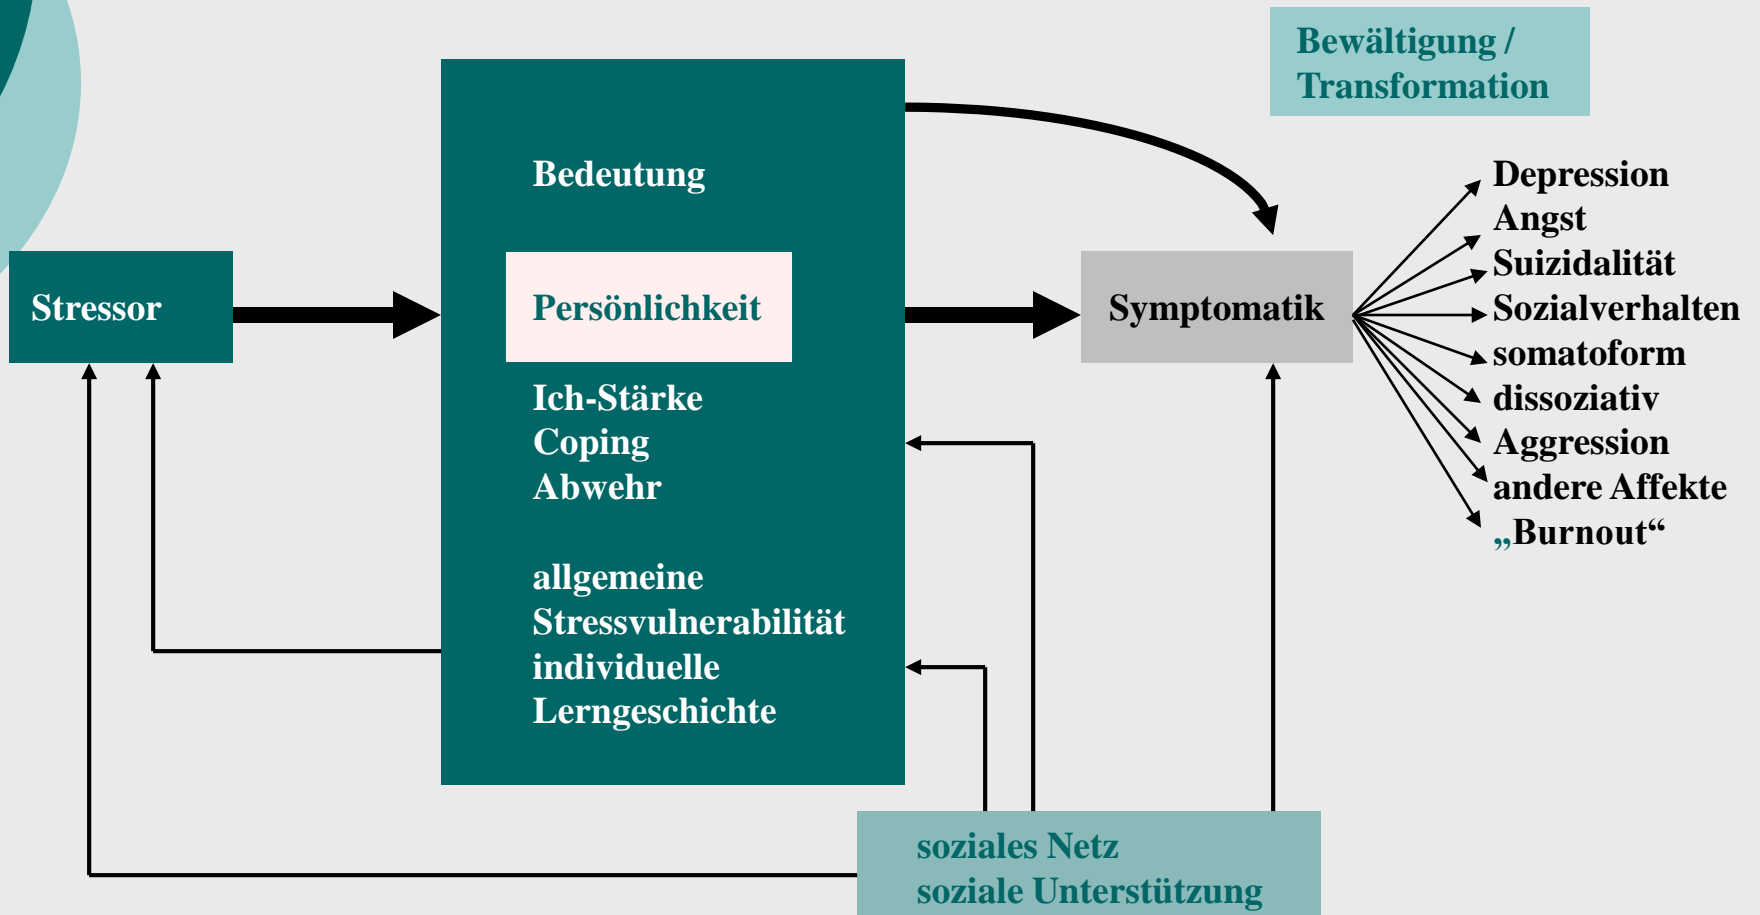 Bewältigung /
Transformation
Bedeutung
Stressor
Persönlichkeit
Ich-Stärke
Coping
Abwehr
allgemeine
Stressvulnerabilität
individuelle
Lerngeschichte
Symptomatik
Depression
Angst
Suizidalität
Sozialverhalten
somatoform
dissoziativ
Aggression
andere Affekte
„Burnout“
soziales Netz
soziale Unterstützung